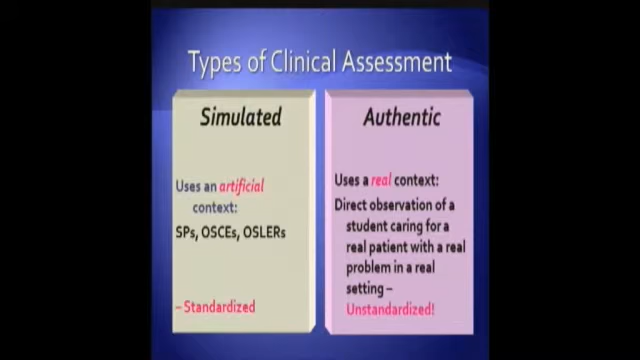 Types of Clinical Assessment
Simulated
Uses an artificial
context:
SPs, OSCEs, OSLERs
– Standardized
Authentic
Uses a real context:
Direct observation of a
student caring for a
real patient with a real
problem in a real
setting –
Unstandardized!